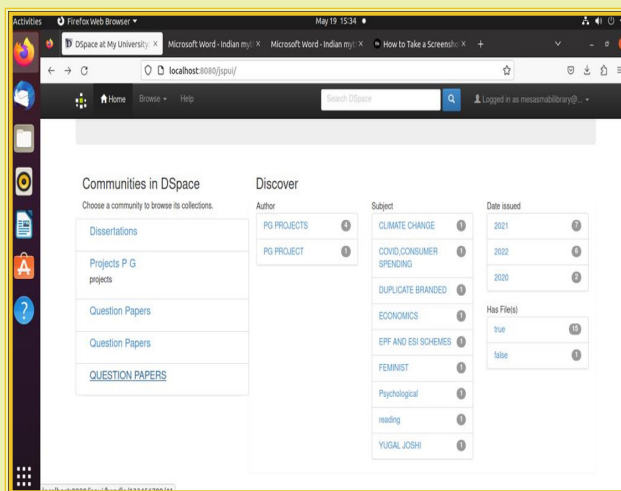 Activities
Firefox Web Browser
May 19 15:34
DSpace at My University
Microsoft Word - Indian myt
Microsoft Word - Indian myt
How to Take a Screensho
localhost:8080/jspui/
Home
Browse
Help
Search DSpace
Logged in as mesasmabilibrary@...
Communities in DSpace
Choose a community to browse its collections.
Dissertations
Projects P G
projects
Question Papers
Question Papers
QUESTION PAPERS
Discover
Author
PG PROJECTS 4
PG PROJECT 1
Subject
CLIMATE CHANGE 1
COVID,CONSUMER
SPENDING 1
DUPLICATE BRANDED 1
ECONOMICS 1
EPF AND ESI SCHEMES 1
FEMINIST 1
Psychological 1
reading 1
YUGAL JOSHI 1
Date issued
2021 7
2022 6
2020 2
Has File(s)
true 15
false 1